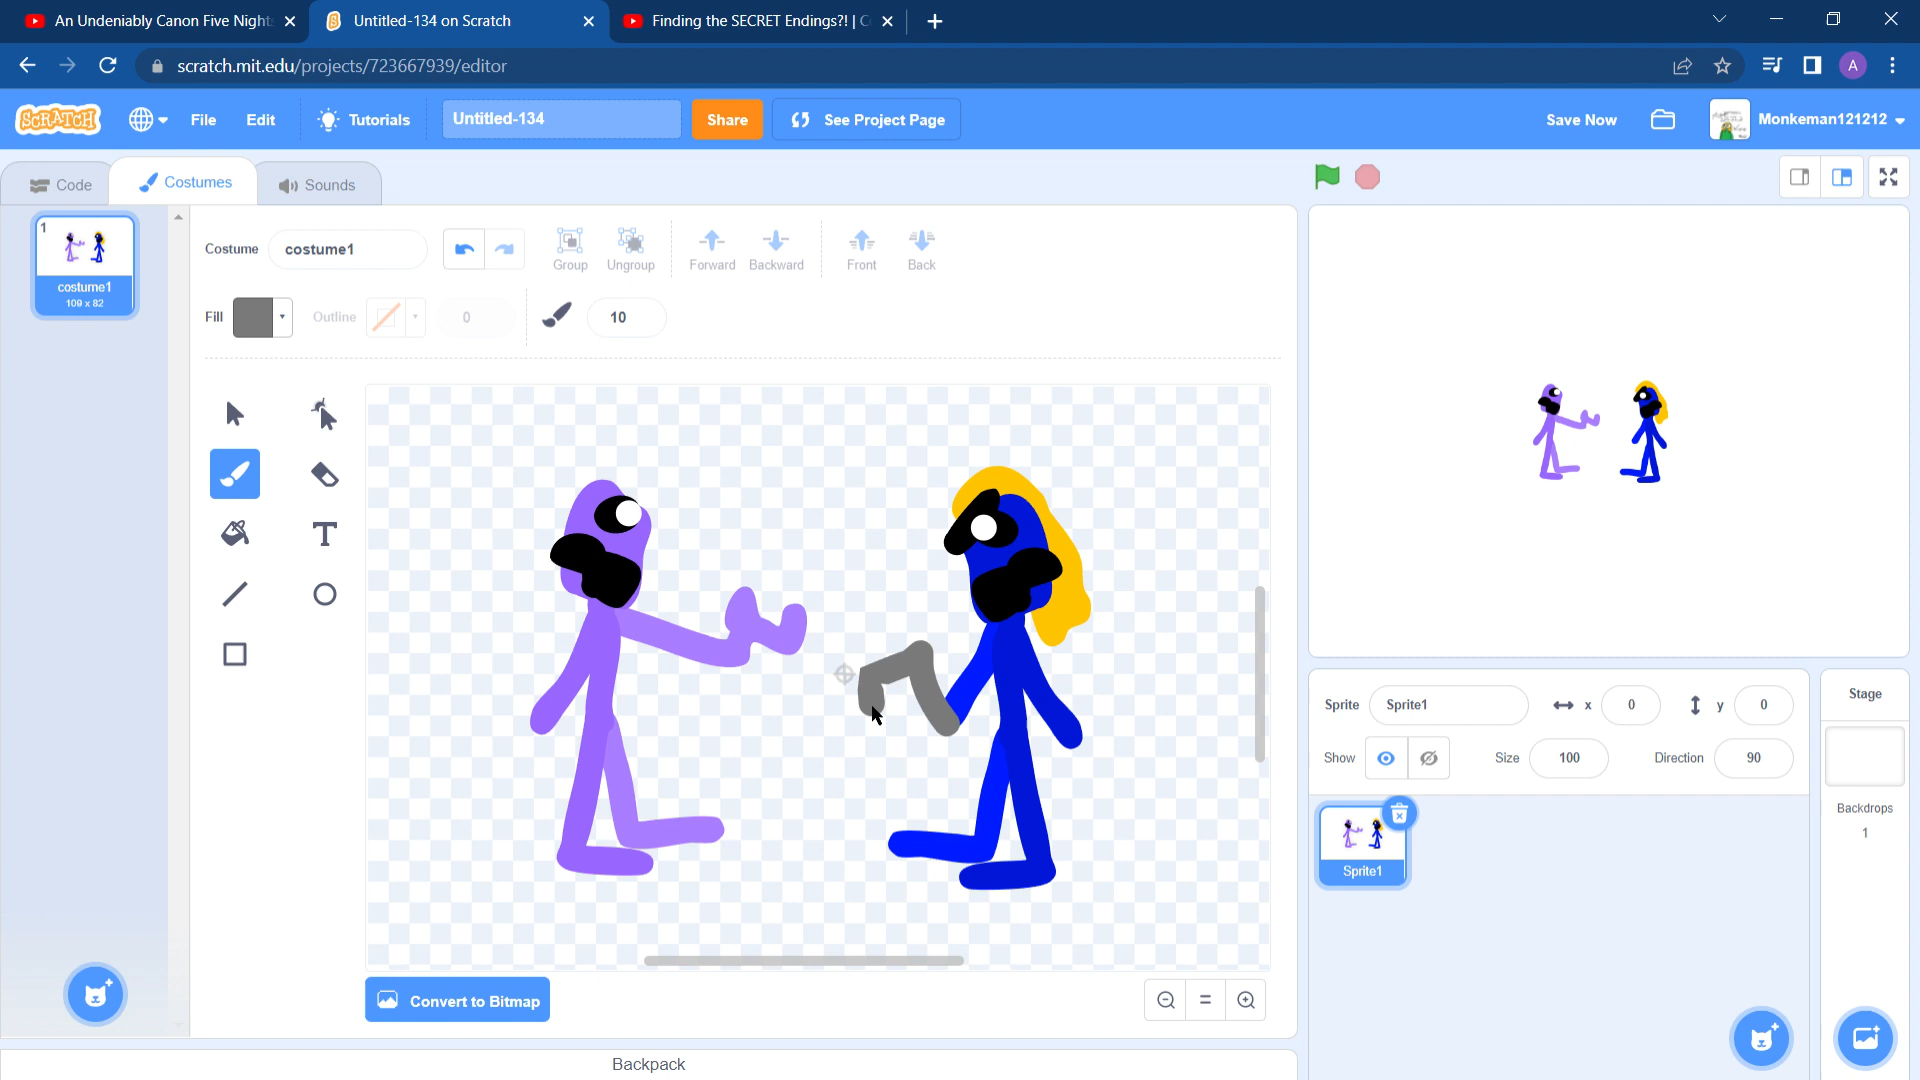 An Undeniably Canon Five Night
Untitled-134 on Scratch
Finding the SECRET Endings?! | C
scratch.mit.edu/projects/723667939/editor
A
SCRATCH
File
Edit
Tutorials
Untitled-134
Share
See Project Page
Save Now
Monkeman121212
Code
Costumes
Sounds
1
costume1
109 x 82
Costume
costume1
Group
Ungroup
Forward
Backward
Front
Back
Fill
Outline
0
10
T
Convert to Bitmap
Backpack
Sprite
Sprite1
x
0
y
0
Show
Size
100
Direction
90
Sprite1
Stage
Backdrops
1